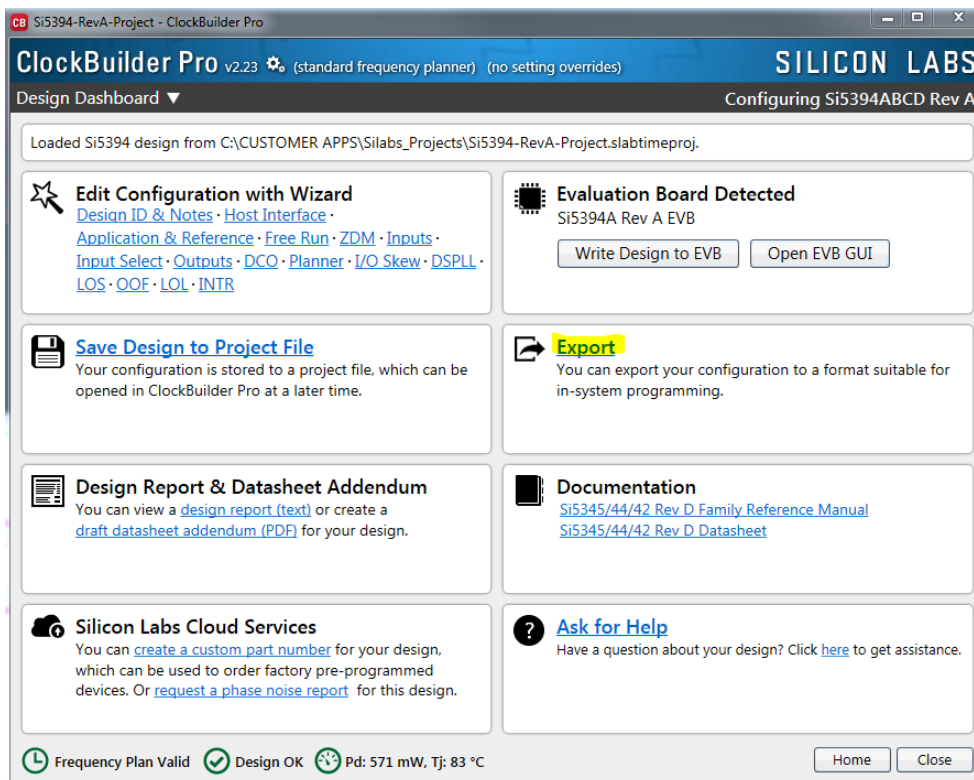 CB Si5394-RevA-Project - ClockBuilder Pro
ClockBuilder Pro v2.23 (standard frequency planner) (no setting overrides) SILICON LABS
Design Dashboard ▼ Configuring Si5394ABCD Rev A
Loaded Si5394 design from C:\CUSTOMER APPS\Silabs_Projects\Si5394-RevA-Project.slabtimeproj.
Edit Configuration with Wizard
Design ID & Notes · Host Interface ·
Application & Reference · Free Run · ZDM · Inputs ·
Input Select · Outputs · DCO · Planner · I/O Skew · DSPLL ·
LOS · OOF · LOL · INTR
Evaluation Board Detected
Si5394A Rev A EVB
Write Design to EVB Open EVB GUI
Save Design to Project File
Your configuration is stored to a project file, which can be
opened in ClockBuilder Pro at a later time.
Export
You can export your configuration to a format suitable for
in-system programming.
Design Report & Datasheet Addendum
You can view a design report (text) or create a
draft datasheet addendum (PDF) for your design.
Documentation
Si5345/44/42 Rev D Family Reference Manual
Si5345/44/42 Rev D Datasheet
Silicon Labs Cloud Services
You can create a custom part number for your design,
which can be used to order factory pre-programmed
devices. Or request a phase noise report for this design.
? Ask for Help
Have a question about your design? Click here to get assistance.
Frequency Plan Valid Design OK Pd: 571 mW, Tj: 83 °C Home Close